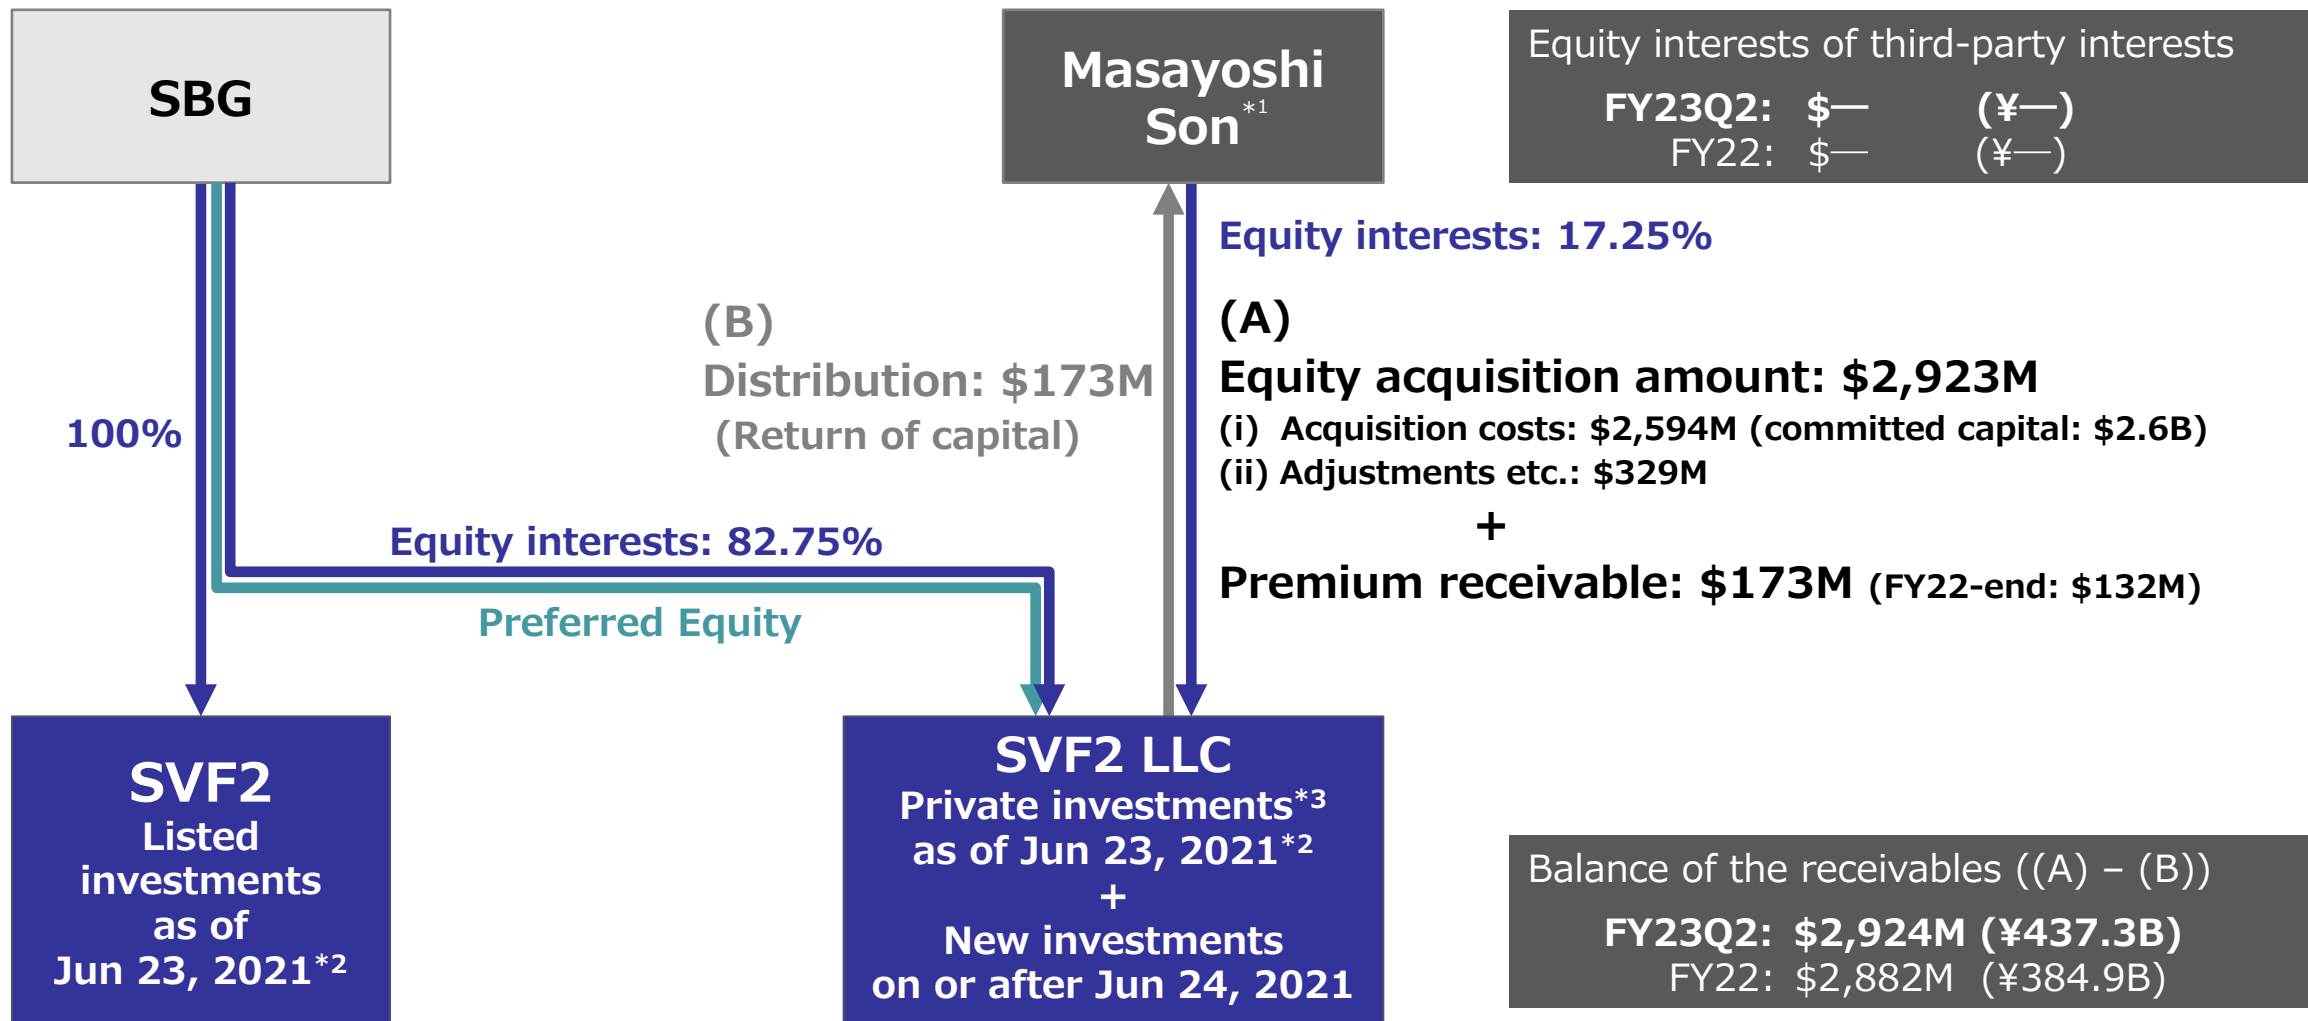 SBG
Masayoshi
Son*1
Equity interests of third-party interests
FY23Q2: $— (¥—)
FY22: $— (¥—)
Equity interests: 17.25%
(B)
Distribution: $173M
(Return of capital)
(A)
Equity acquisition amount: $2,923M
(i) Acquisition costs: $2,594M (committed capital: $2.6B)
(ii) Adjustments etc.: $329M
+
Premium receivable: $173M (FY22-end: $132M)
100%
Equity interests: 82.75%
Preferred Equity
SVF2
Listed
investments
as of
Jun 23, 2021*2
SVF2 LLC
Private investments*3
as of Jun 23, 2021*2
+
New investments
on or after Jun 24, 2021
Balance of the receivables ((A) – (B))
FY23Q2: $2,924M (¥437.3B)
FY22: $2,882M (¥384.9B)